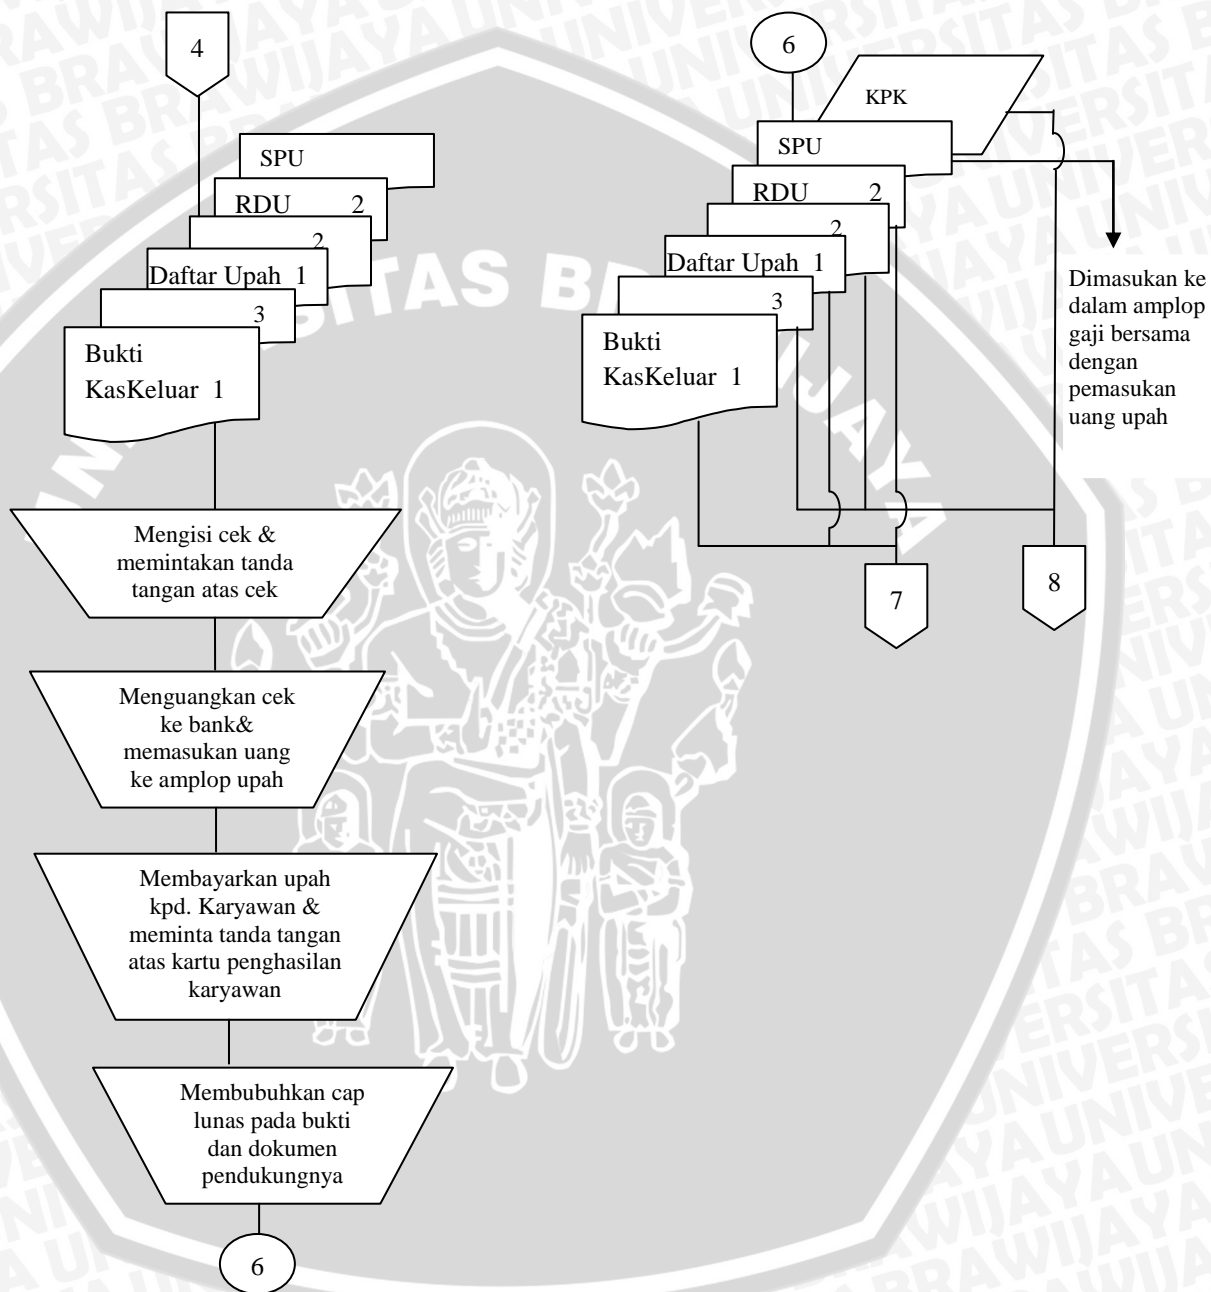 4
SPU
RDU 2
2
Daftar Upah 1
3
Bukti
KasKeluar 1
Mengisi cek &
memintakan tanda
tangan atas cek
Menguangkan cek
ke bank&
memasukan uang
ke amplop upah
Membayarkan upah
kpd. Karyawan &
meminta tanda tangan
atas kartu penghasilan
karyawan
Membubuhkan cap
lunas pada bukti
dan dokumen
pendukungnya
6
6
KPK
SPU
RDU 2
2
Daftar Upah 1
3
Bukti
KasKeluar 1
Dimasukan ke
dalam amplop
gaji bersama
dengan
pemasukan
uang upah
7
8